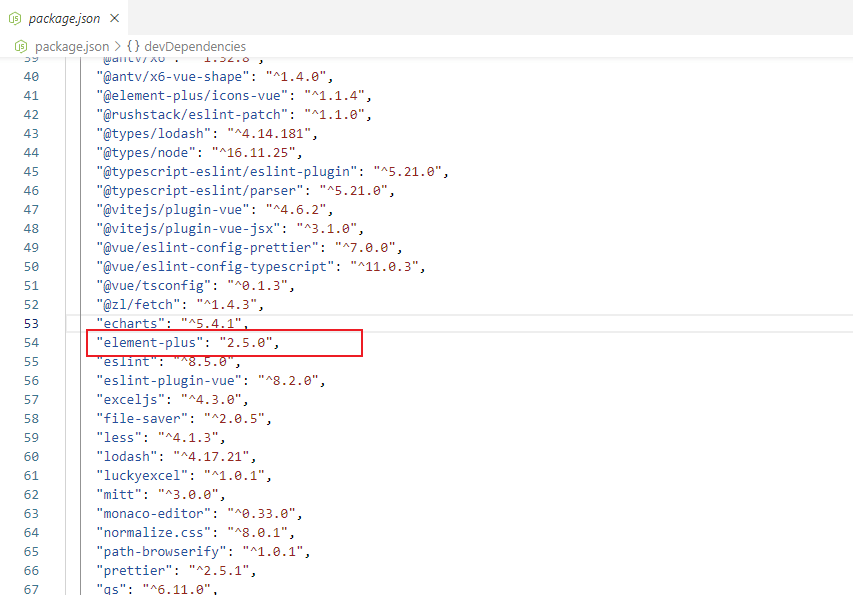 package.json ×
package.json > {} devDependencies
39 "@antv/x6": "^1.32.8",
40 "@antv/x6-vue-shape": "^1.4.0",
41 "@element-plus/icons-vue": "^1.1.4",
42 "@rushstack/eslint-patch": "^1.1.0",
43 "@types/lodash": "^4.14.181",
44 "@types/node": "^16.11.25",
45 "@typescript-eslint/eslint-plugin": "^5.21.0",
46 "@typescript-eslint/parser": "^5.21.0",
47 "@vitejs/plugin-vue": "^4.6.2",
48 "@vitejs/plugin-vue-jsx": "^3.1.0",
49 "@vue/eslint-config-prettier": "^7.0.0",
50 "@vue/eslint-config-typescript": "^11.0.3",
51 "@vue/tsconfig": "^0.1.3",
52 "@zl/fetch": "^1.4.3",
53 "echarts": "^5.4.1",
54 "element-plus": "2.5.0",
55 "eslint": "^8.5.0",
56 "eslint-plugin-vue": "^8.2.0",
57 "exceljs": "^4.3.0",
58 "file-saver": "^2.0.5",
59 "less": "^4.1.3",
60 "lodash": "^4.17.21",
61 "luckyexcel": "^1.0.1",
62 "mitt": "^3.0.0",
63 "monaco-editor": "^0.33.0",
64 "normalize.css": "^8.0.1",
65 "path-browserify": "^1.0.1",
66 "prettier": "^2.5.1",
67 "qs": "^6.11.0",